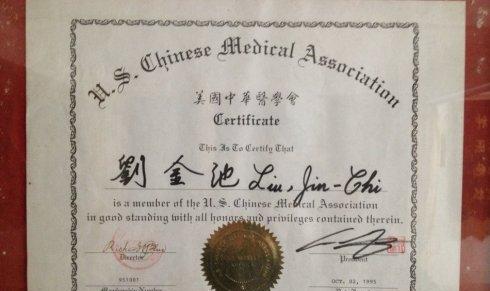 U. S. Chinese Medical Association
美國中華醫學會
Certificate
This Is To Certify That
劉金池 Liu, Jin-Chi
is a member of the U. S. Chinese Medical Association
in good standing with all honors and privileges contained therein.
Director
President
951001
OCT. 02, 1995